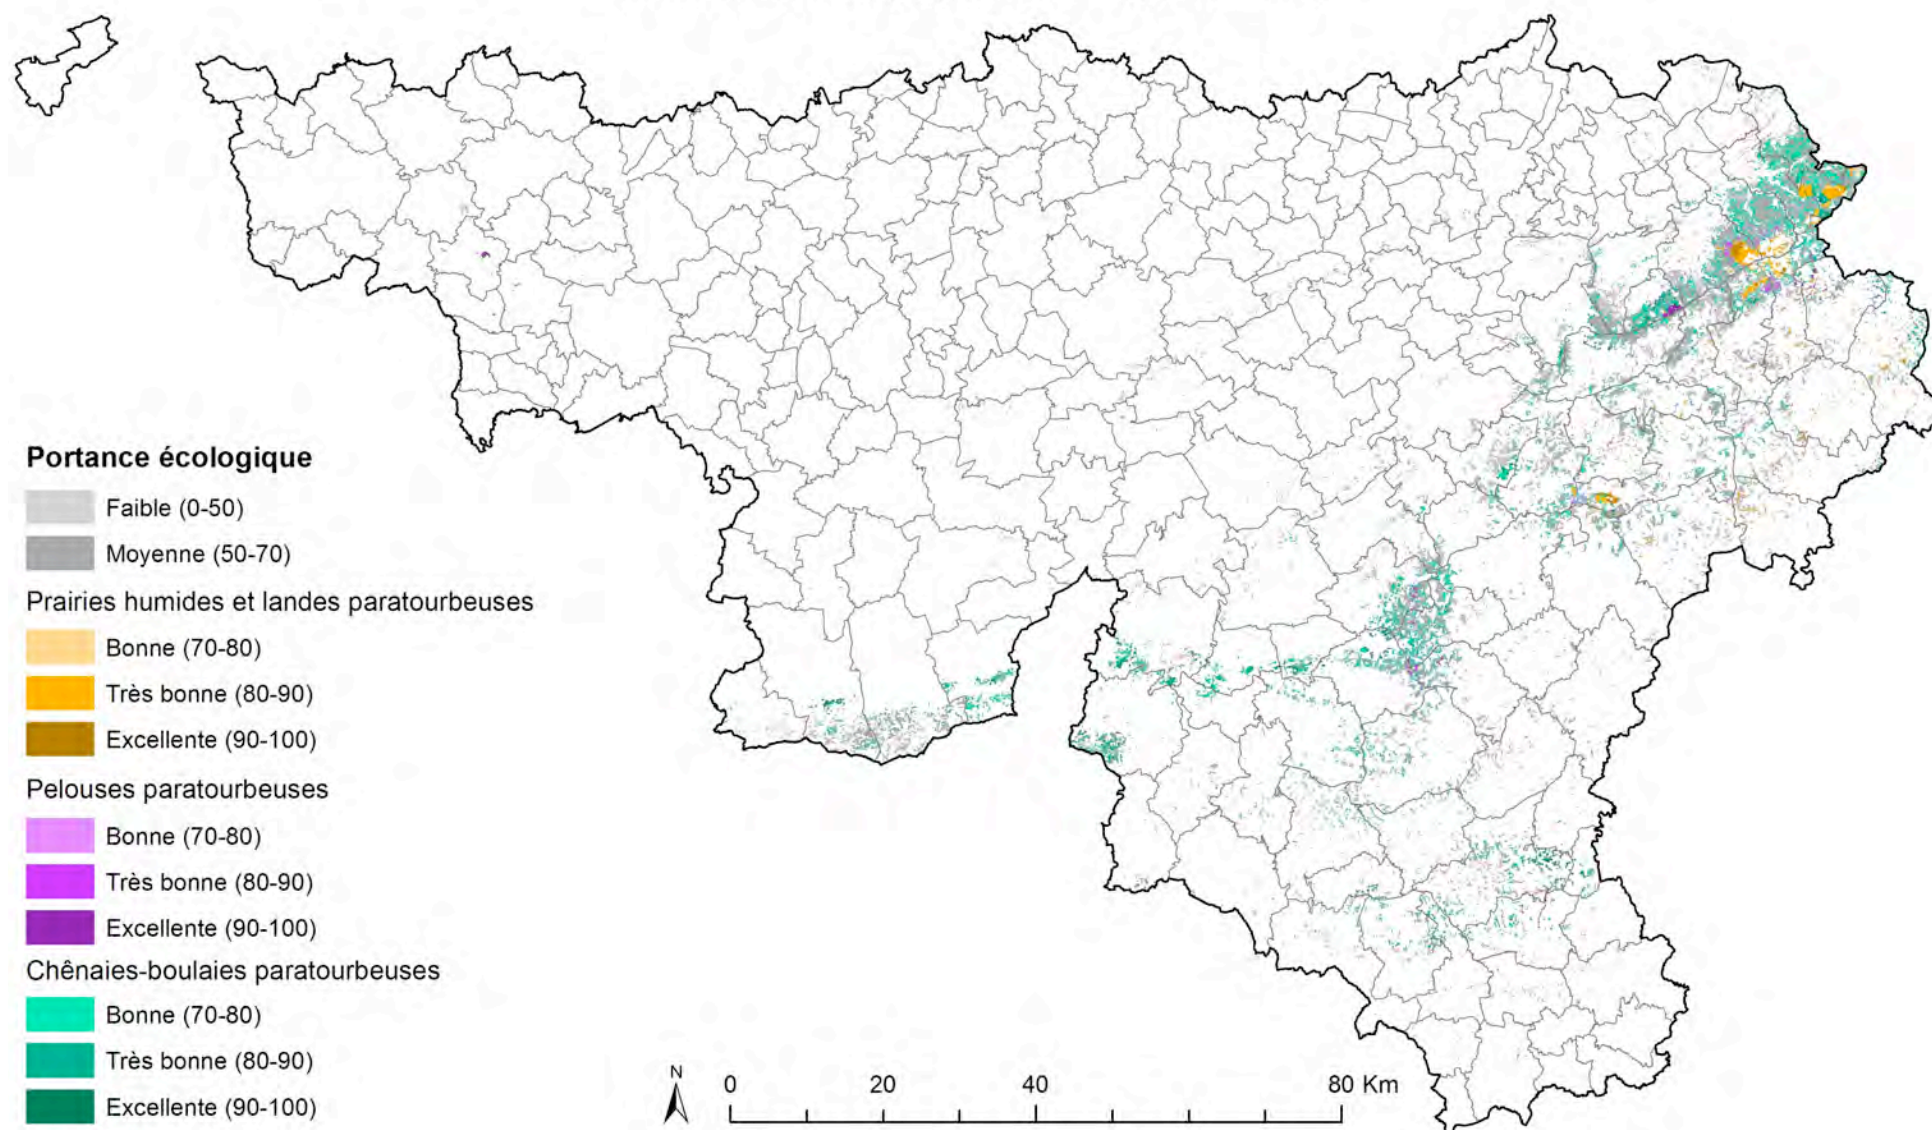 Portance écologique
Faible (0-50)
Moyenne (50-70)
Prairies humides et landes paratourbeuses
Bonne (70-80)
Très bonne (80-90)
Excellente (90-100)
Pelouses paratourbeuses
Bonne (70-80)
Très bonne (80-90)
Excellente (90-100)
Chênaies-boulaies paratourbeuses
Bonne (70-80)
Très bonne (80-90)
Excellente (90-100)
N
0 20 40 80 Km